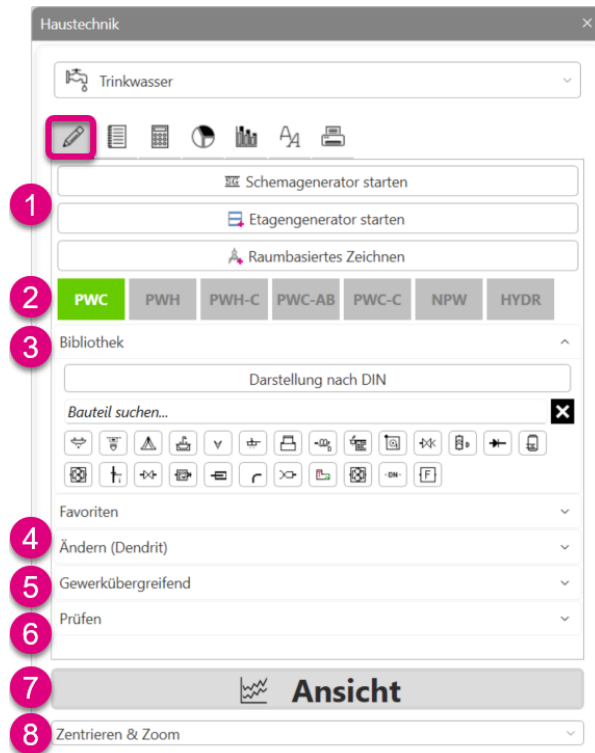 Haustechnik
Trinkwasser
1
Schemagenerator starten
Etagengenerator starten
Raumbasiertes Zeichnen
2
PWC PWH PWH-C PWC-AB PWC-C NPW HYDR
3
Bibliothek
Darstellung nach DIN
Bauteil suchen...
-DN- F
Favoriten
4
Ändern (Dendrit)
5
Gewerkübergreifend
6
Prüfen
7
Ansicht
8
Zentrieren & Zoom